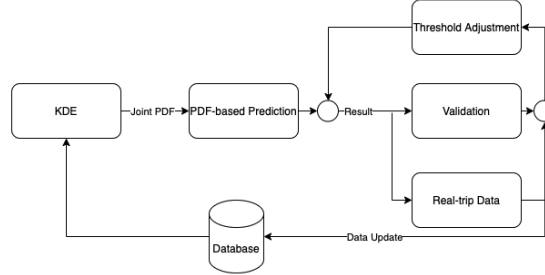 Threshold Adjustment
KDE
Joint PDF
PDF-based Prediction
Result
Validation
Real-trip Data
Database
Data Update